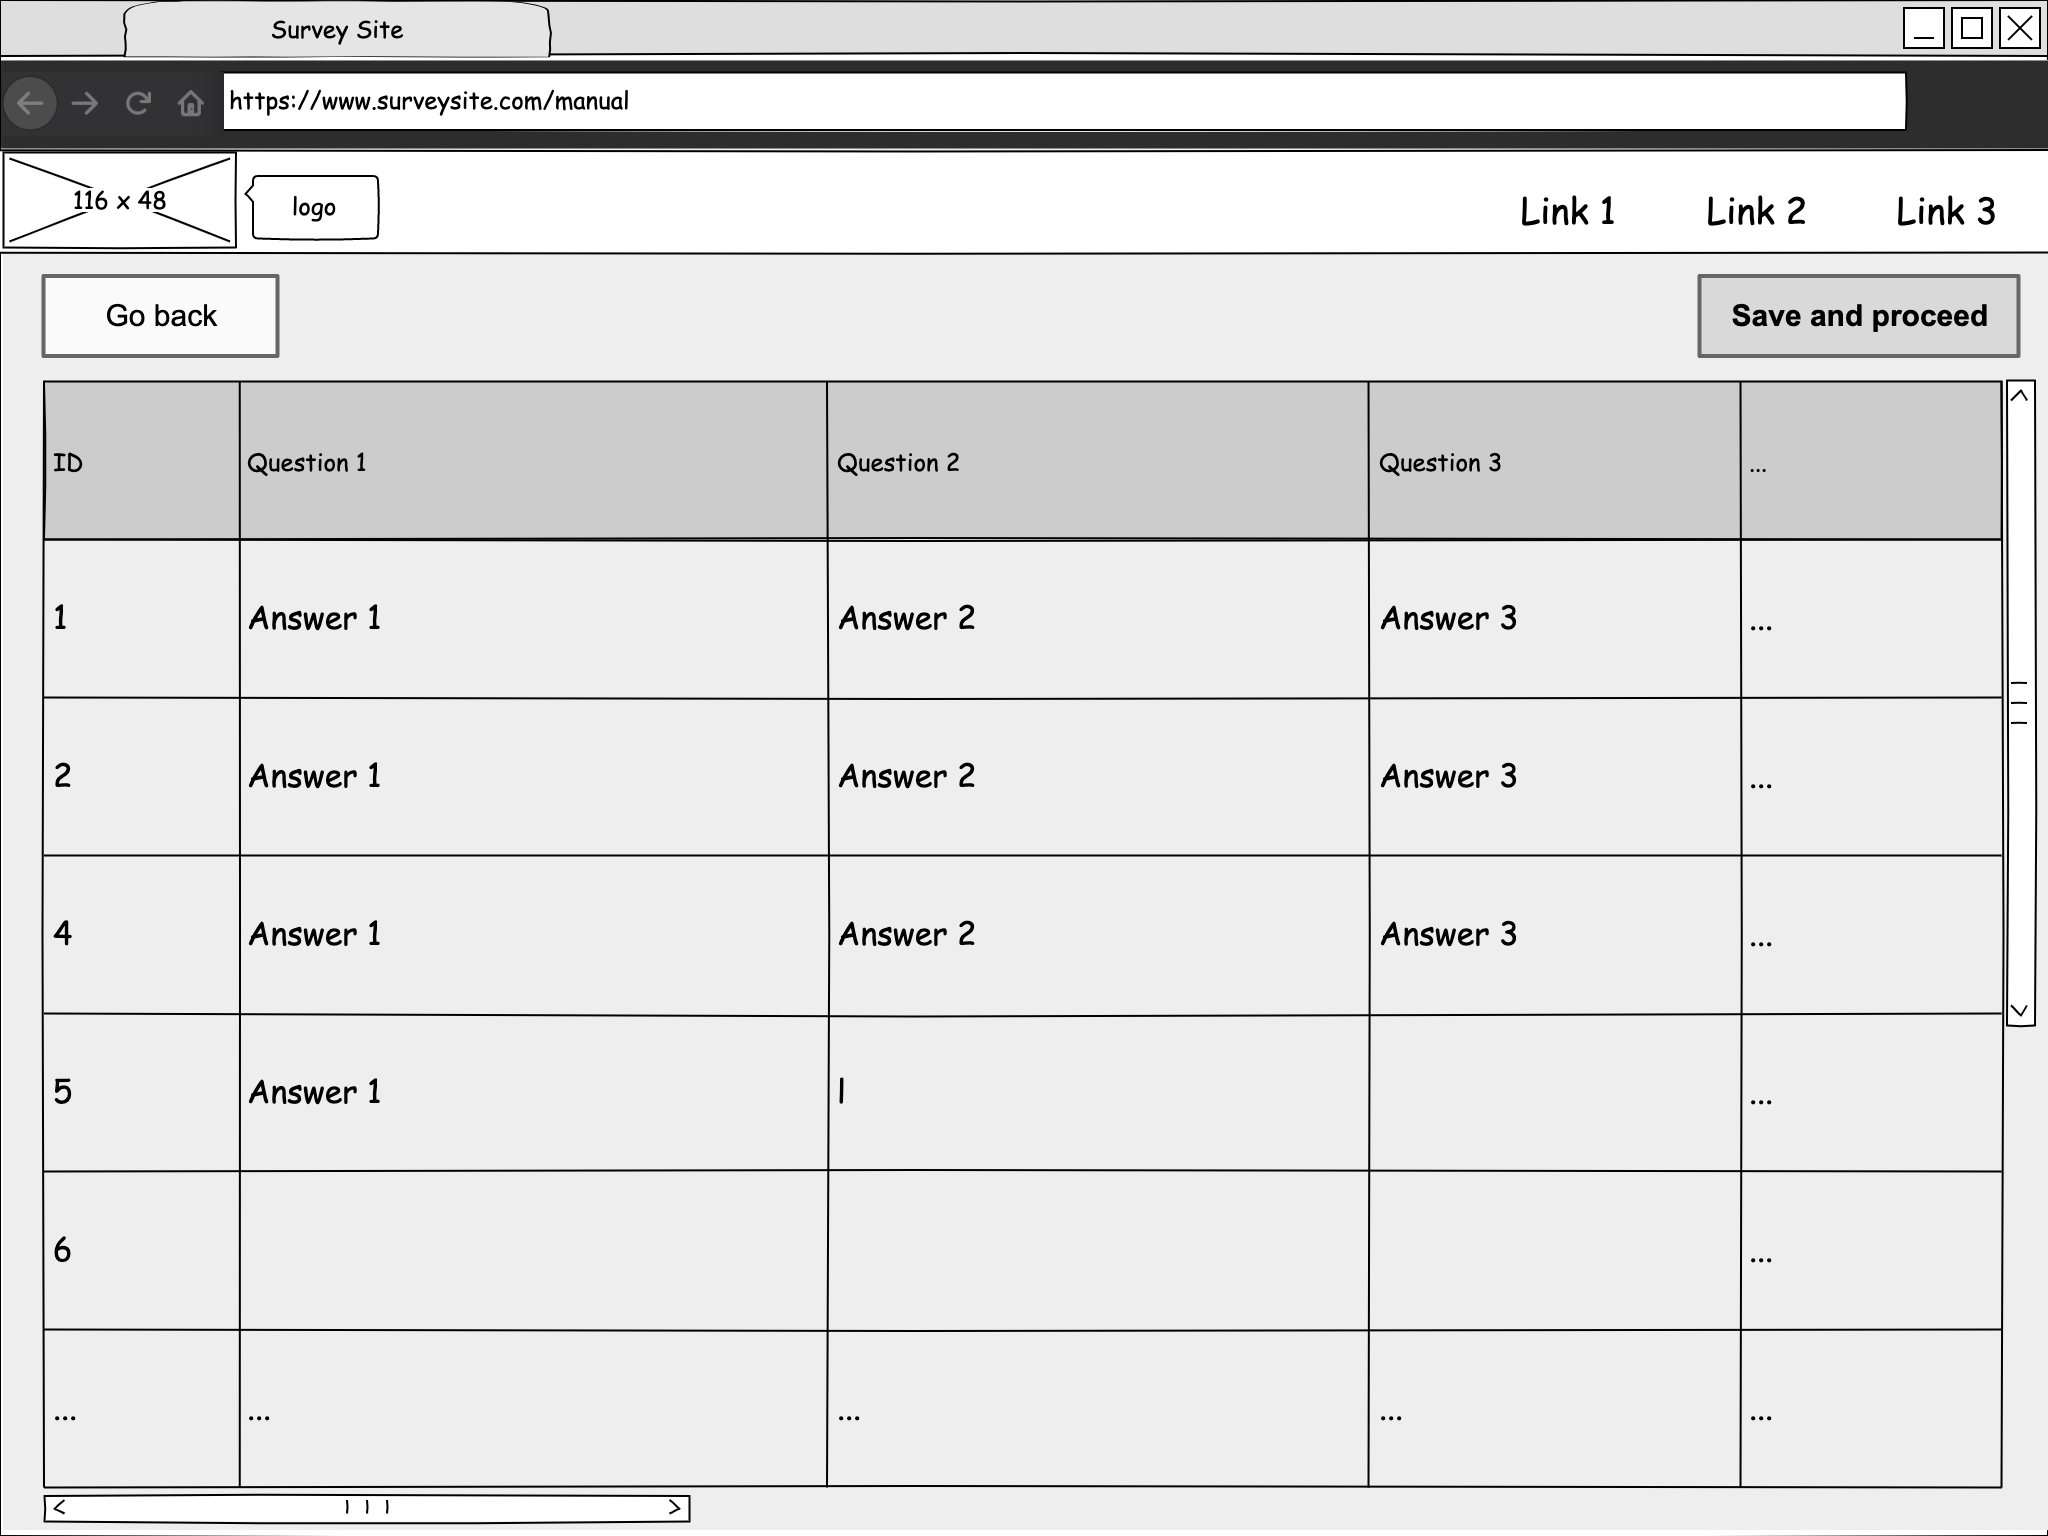 Survey Site
https://www.surveysite.com/manual
116 x 48
logo
Link 1 Link 2 Link 3
Go back
Save and proceed
ID Question 1 Question 2 Question 3 ...
1 Answer 1 Answer 2 Answer 3 ...
2 Answer 1 Answer 2 Answer 3 ...
4 Answer 1 Answer 2 Answer 3 ...
5 Answer 1 | ...
6 ...
... ... ... ... ...